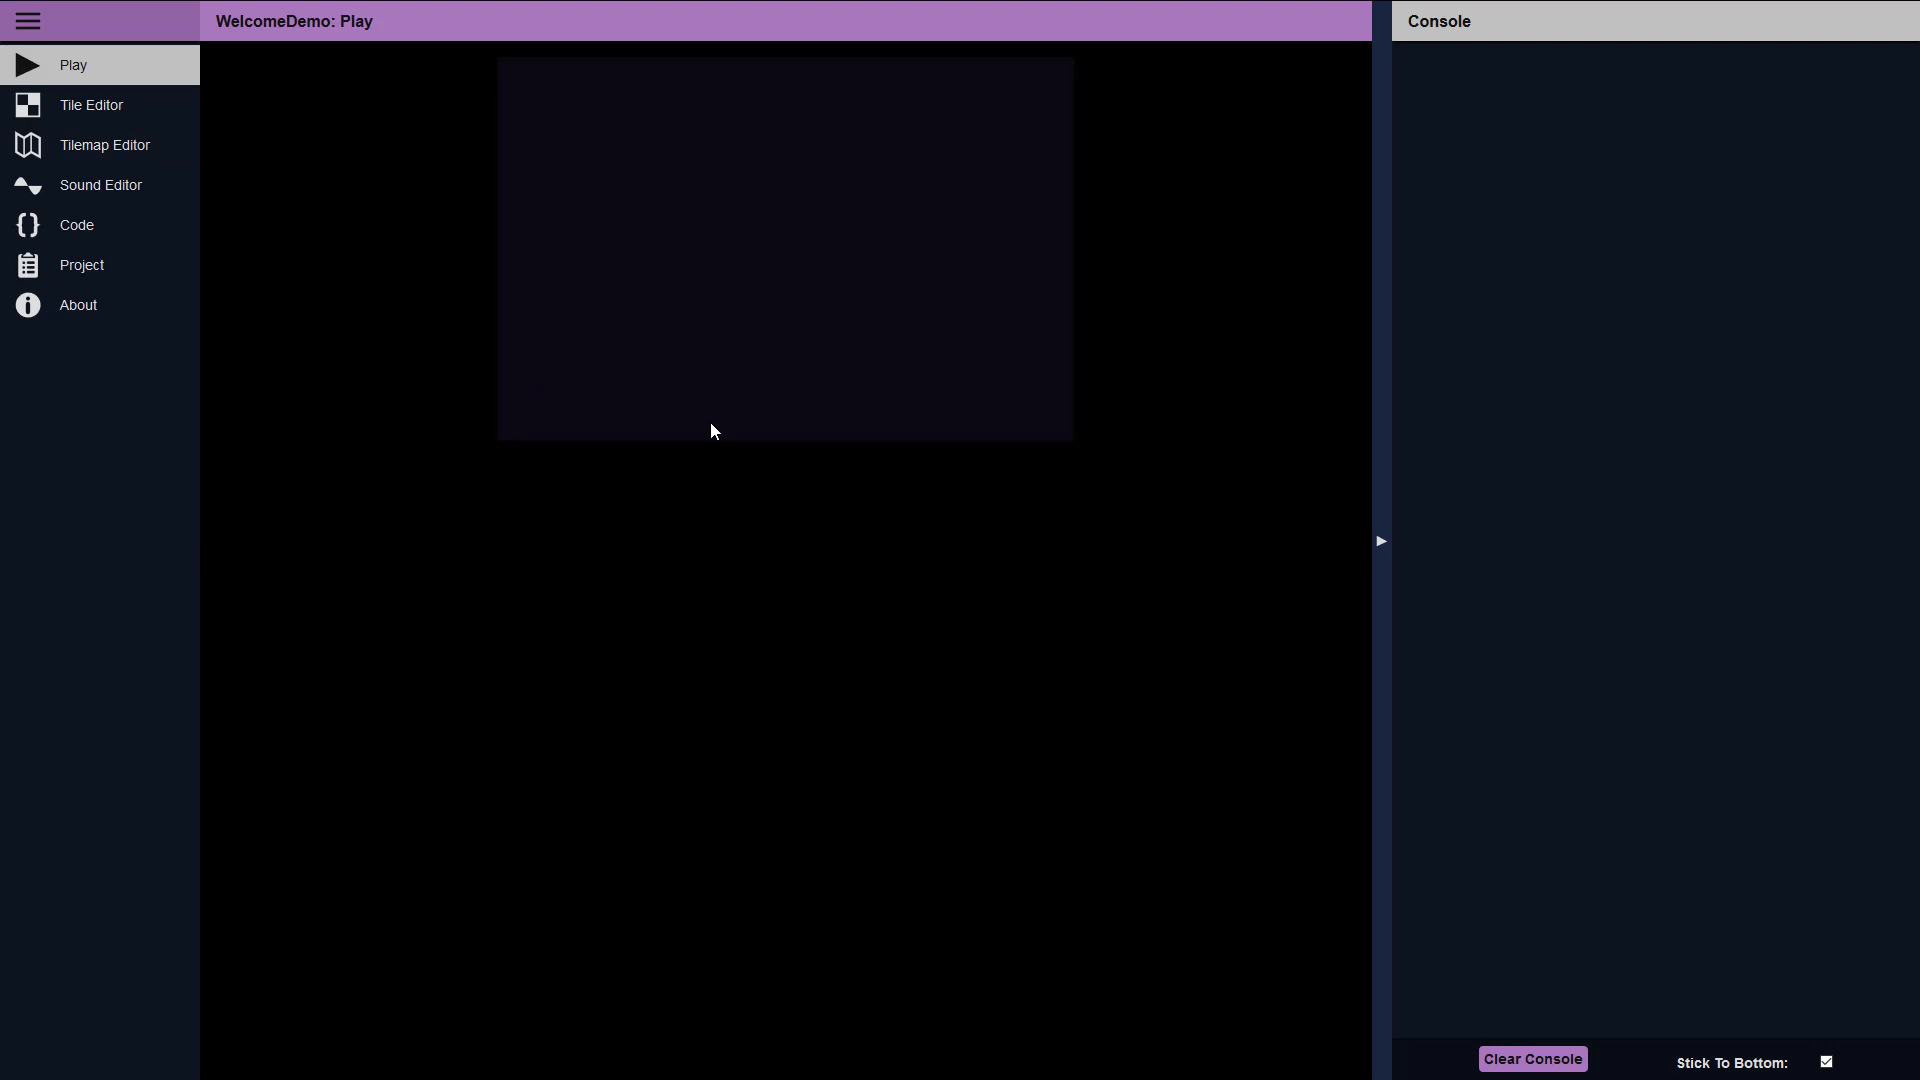 WelcomeDemo: Play
Console
Play
Tile Editor
Tilemap Editor
Sound Editor
Code
Project
About
Clear Console
Stick To Bottom: